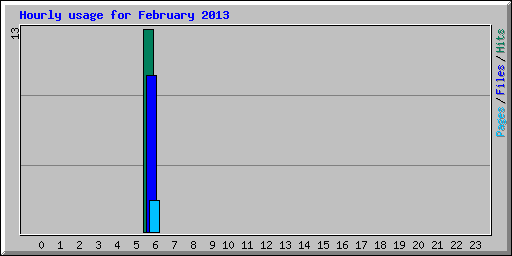 Hourly usage for February 2013
13
Pages/Files/Hits
0 1 2 3 4 5 6 7 8 9 10 11 12 13 14 15 16 17 18 19 20 21 22 23